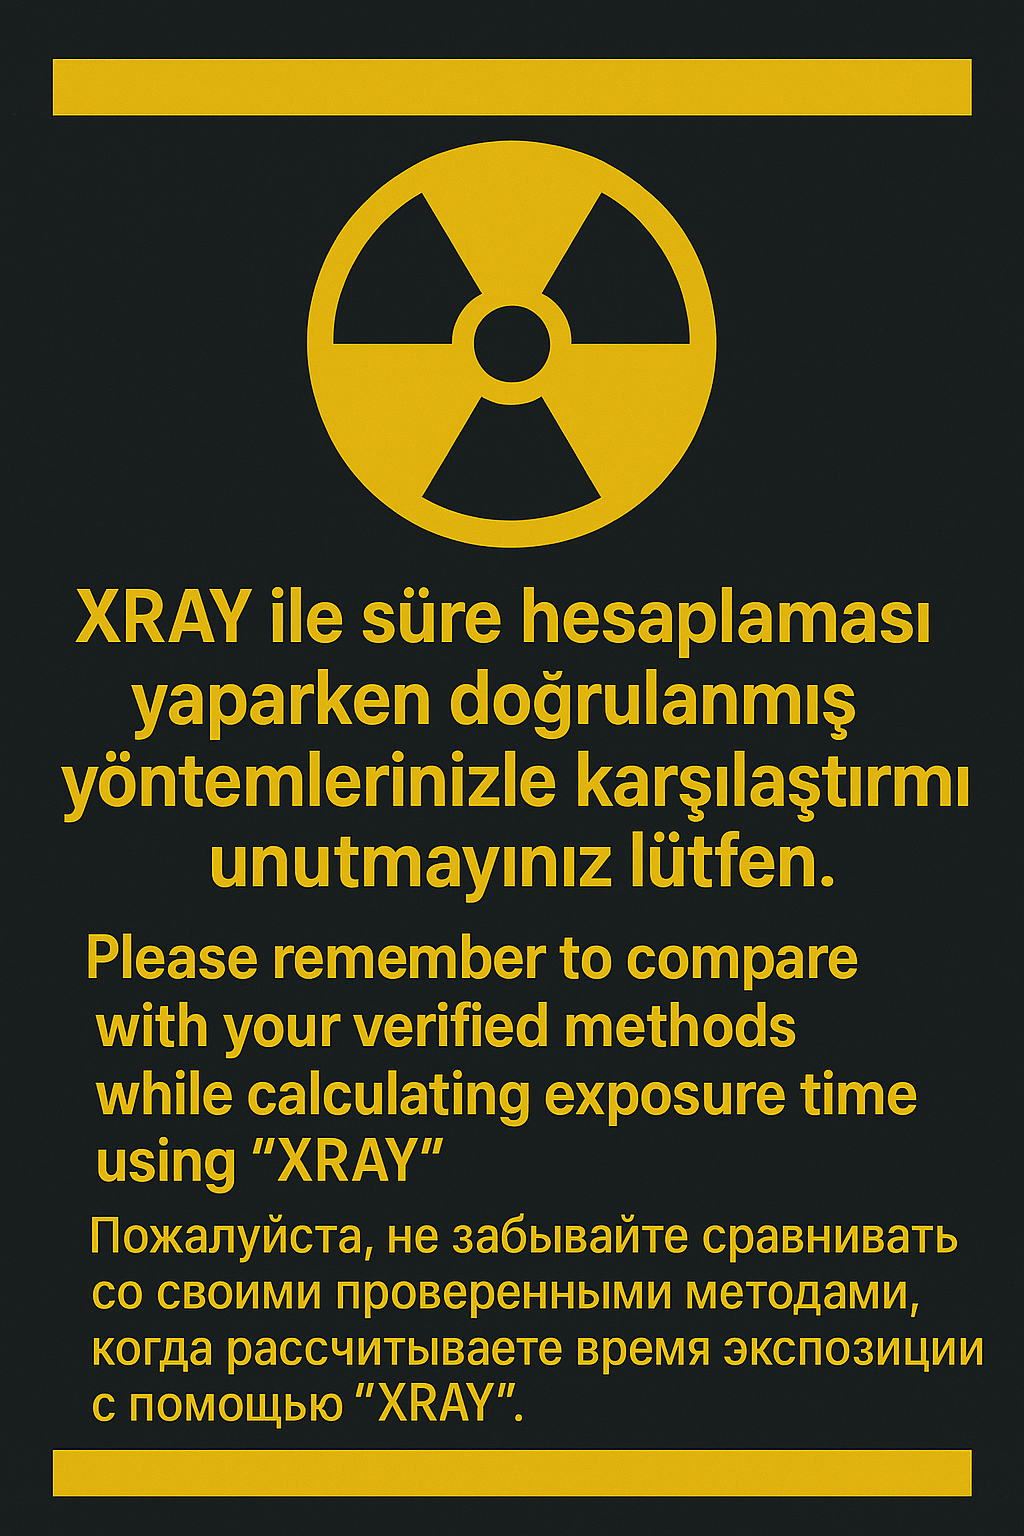 XRAY ile süre hesaplaması
yaparken doğrulanmış
yöntemlerinizle karşılaştırmı
unutmayınız lütfen.
Please remember to compare
with your verified methods
while calculating exposure time
using "XRAY"
Пожалуйста, не забывайте сравнивать
со своими проверенными методами,
когда рассчитываете время экспозиции
с помощью "XRAY".